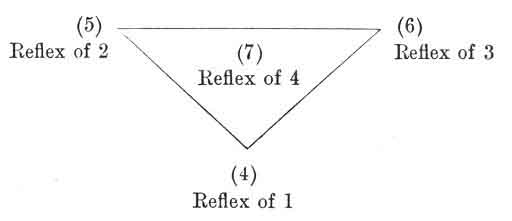 (5)
Reflex of 2
(6)
Reflex of 3
(7)
Reflex of 4
(4)
Reflex of 1